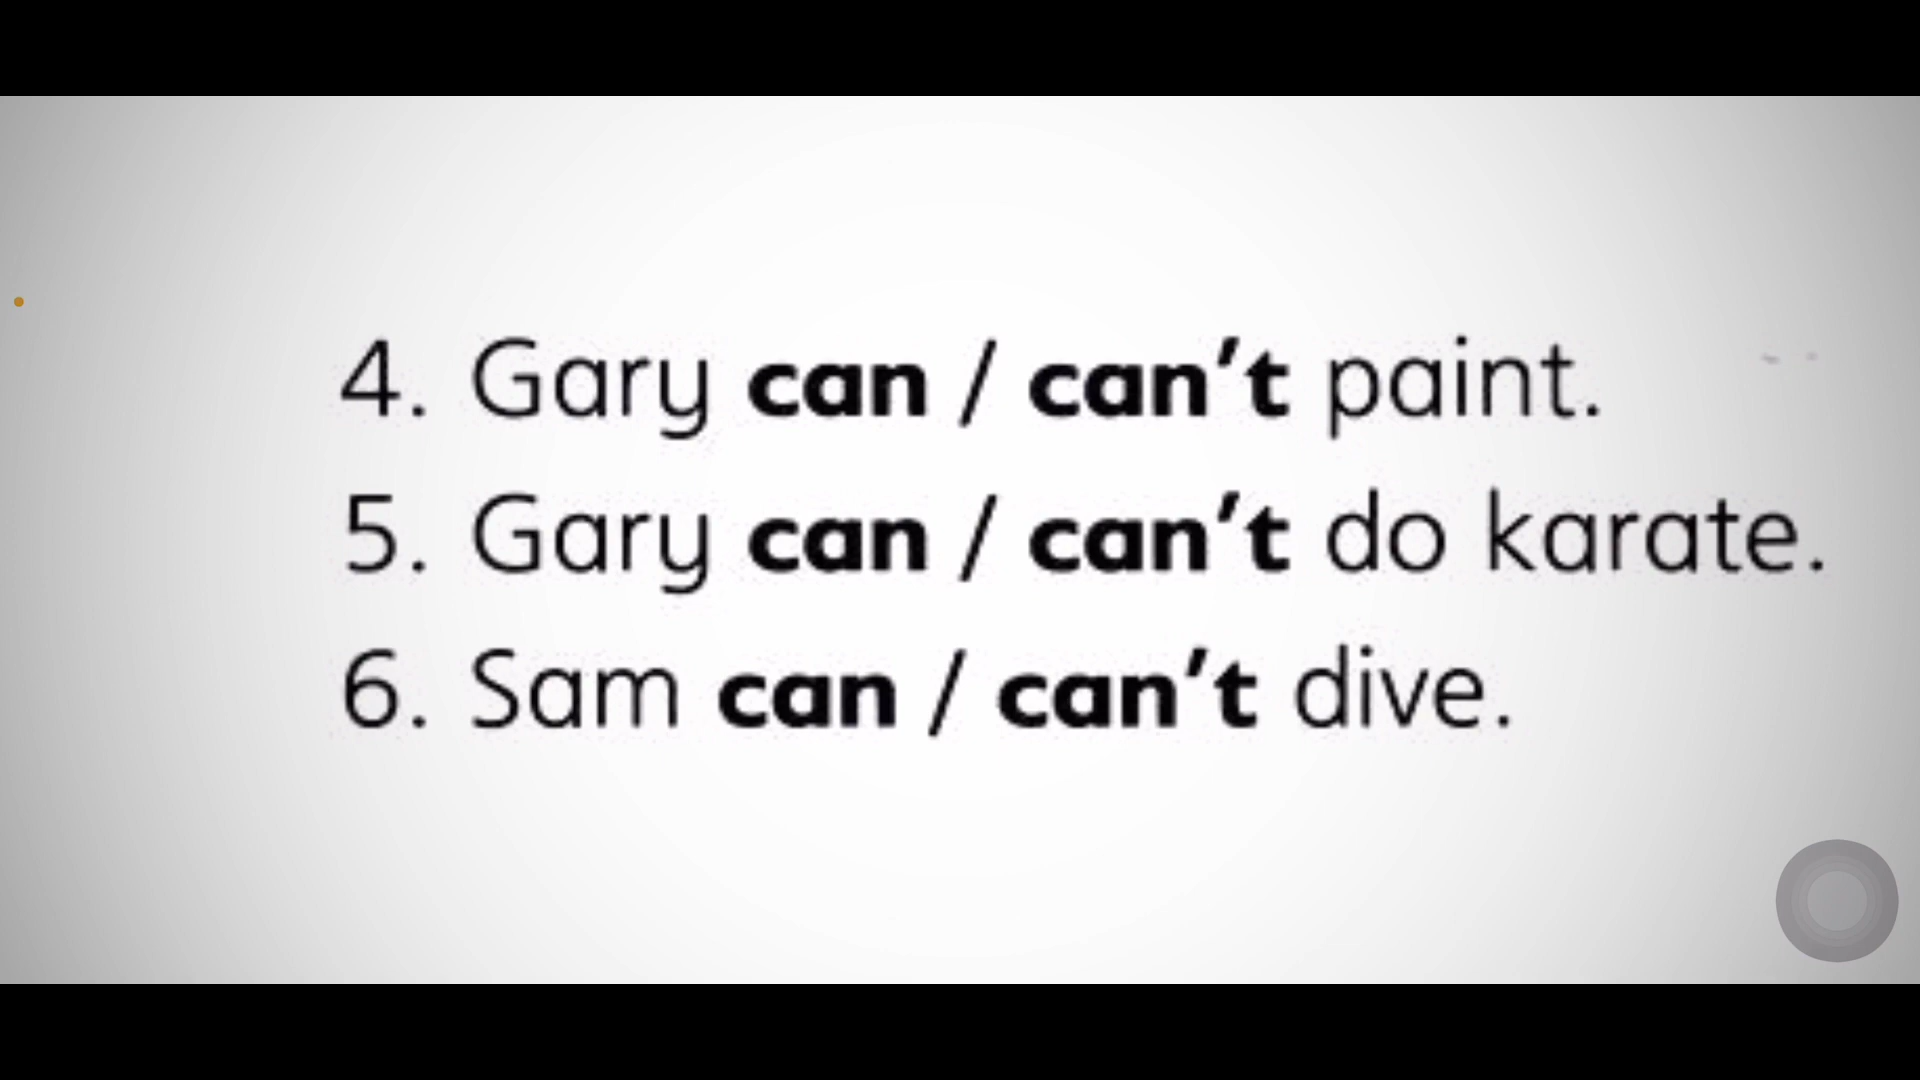 4. Gary can / can't paint.
5. Gary can / can't do karate.
6. Sam can / can't dive.